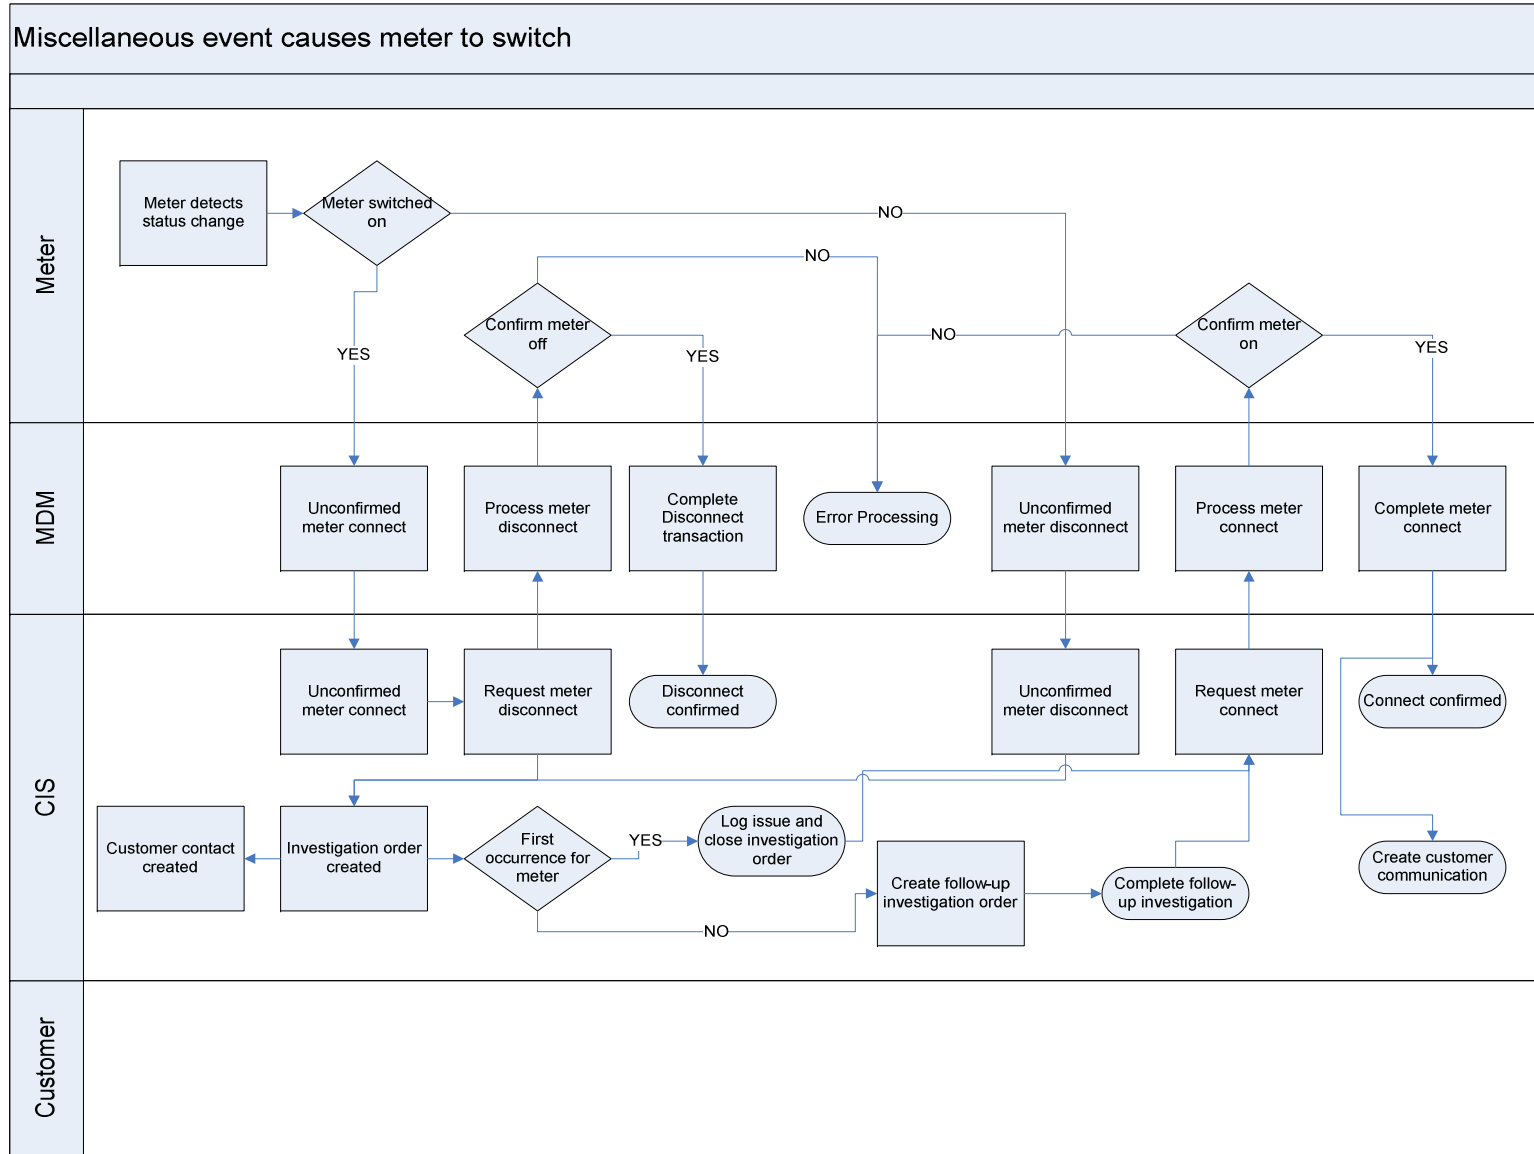 Miscellaneous event causes meter to switch
Meter
Meter detects
status change
Meter switched
on
NO
YES
NO
Confirm meter
off
YES
NO
Confirm meter
on
YES
MDM
Unconfirmed
meter connect
Process meter
disconnect
Complete
Disconnect
transaction
Error Processing
Unconfirmed
meter disconnect
Process meter
connect
Complete meter
connect
CIS
Unconfirmed
meter connect
Request meter
disconnect
Disconnect
confirmed
Unconfirmed
meter disconnect
Request meter
connect
Connect confirmed
Customer contact
created
Investigation order
created
First
occurrence for
meter
YES
Log issue and
close investigation
order
NO
Create follow-up
investigation order
Complete follow-
up investigation
Create customer
communication
Customer